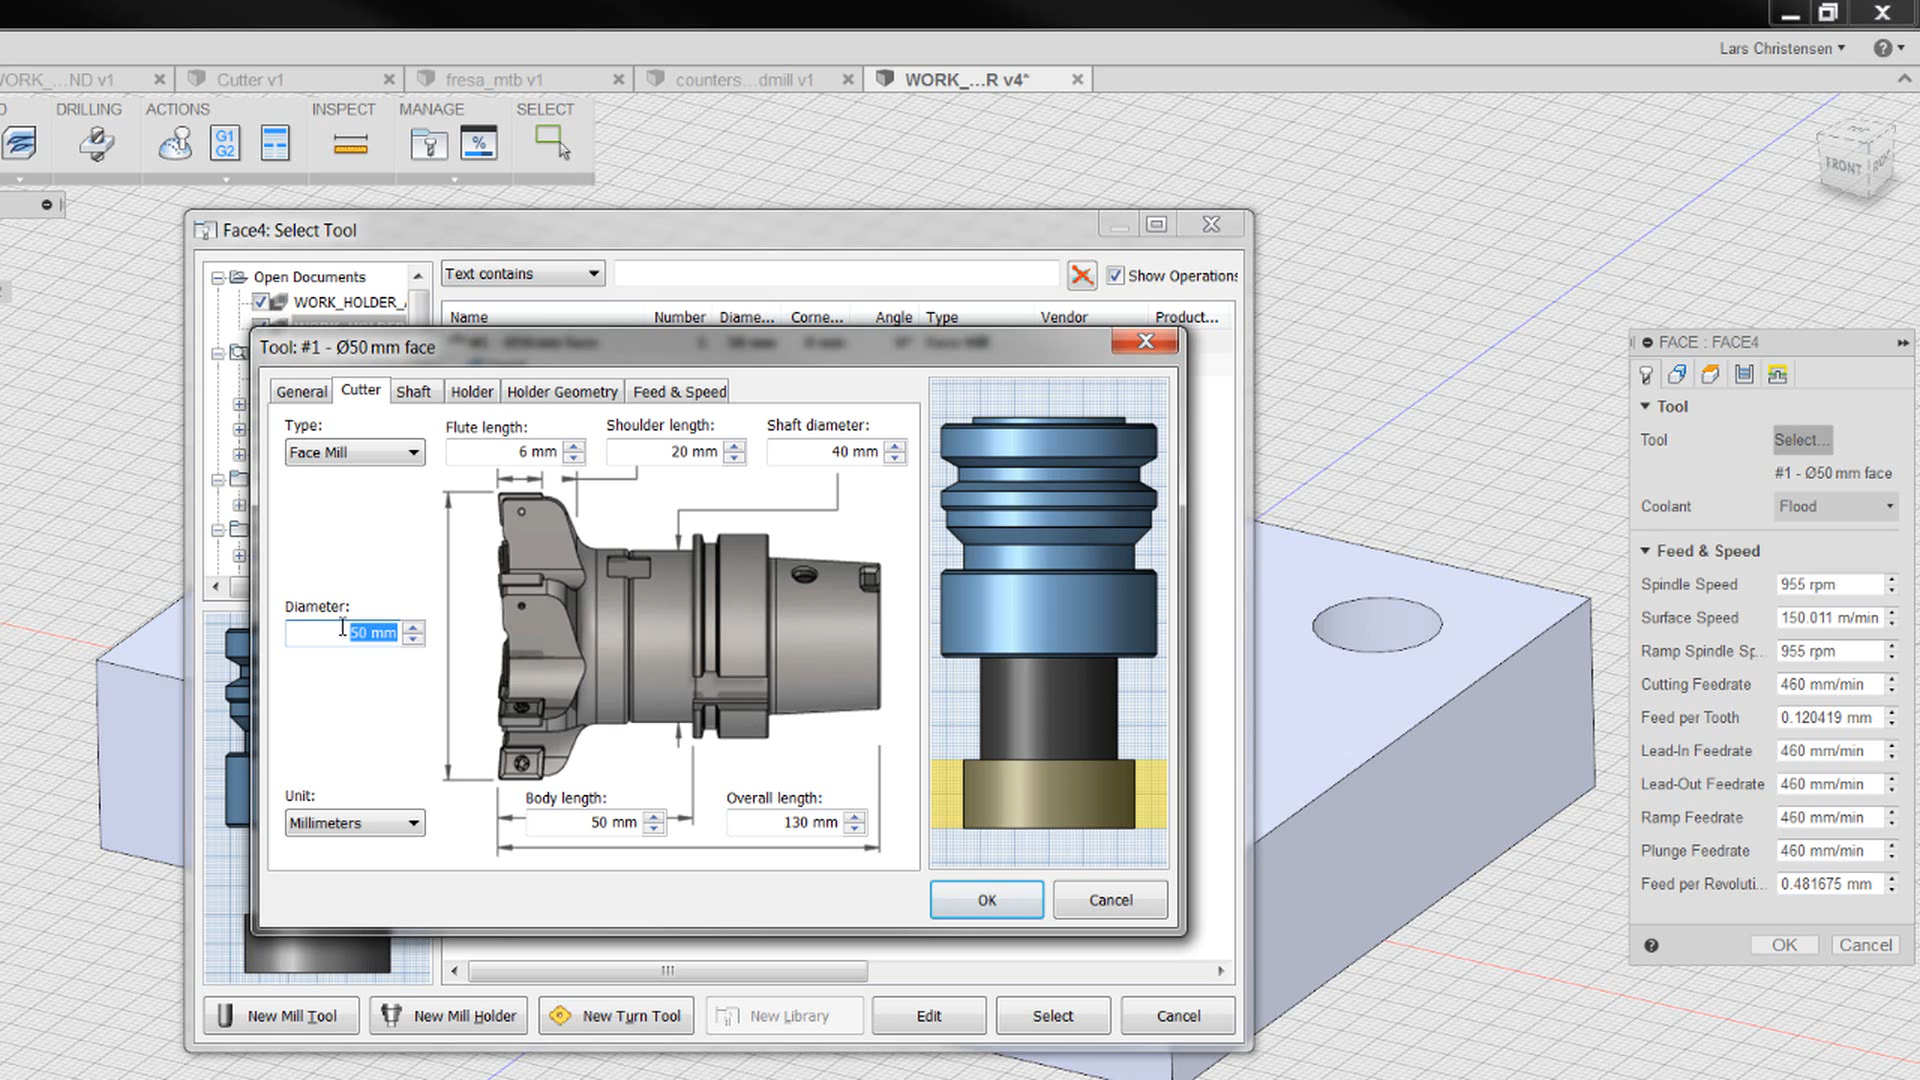 Lars Christensen
WORK_...ND v1
Cutter v1
fresa_mtb v1
counters...dmill v1
WORK_...R v4*
DRILLING
ACTIONS
INSPECT
MANAGE
SELECT
G1
G2
%
FRONT
Face4: Select Tool
Open Documents
WORK_HOLDER_
Text contains
Show Operations
Name
Number
Diame...
Corne...
Angle
Type
Vendor
Product...
Tool: #1 - Ø50 mm face
General
Cutter
Shaft
Holder
Holder Geometry
Feed & Speed
Type:
Face Mill
Flute length:
6 mm
Shoulder length:
20 mm
Shaft diameter:
40 mm
Diameter:
50 mm
Unit:
Millimeters
Body length:
50 mm
Overall length:
130 mm
OK
Cancel
New Mill Tool
New Mill Holder
New Turn Tool
New Library
Edit
Select
Cancel
FACE : FACE4
Tool
Tool
Select...
#1 - Ø50 mm face
Coolant
Flood
Feed & Speed
Spindle Speed 955 rpm
Surface Speed 150.011 m/min
Ramp Spindle Sp... 955 rpm
Cutting Feedrate 460 mm/min
Feed per Tooth 0.120419 mm
Lead-In Feedrate 460 mm/min
Lead-Out Feedrate 460 mm/min
Ramp Feedrate 460 mm/min
Plunge Feedrate 460 mm/min
Feed per Revoluti... 0.481675 mm
OK
Cancel